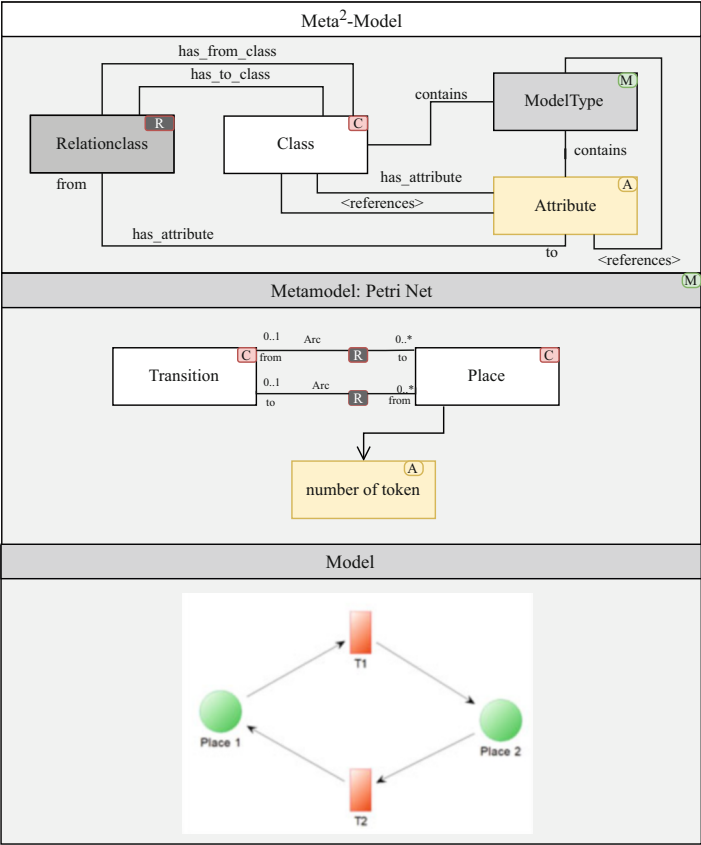 Meta2-Model
has_from_class
has_to_class
contains
ModelType
M
Relationclass
R
Class
C
from
contains
has_attribute
<references>
Attribute
A
has_attribute
to
<references>
Metamodel: Petri Net
M
0..1
Arc
0..*
Transition
C
from
R
to
Place
C
0..1
Arc
0..*
to
R
from
number of token
A
Model
T1
Place 1
Place 2
T2